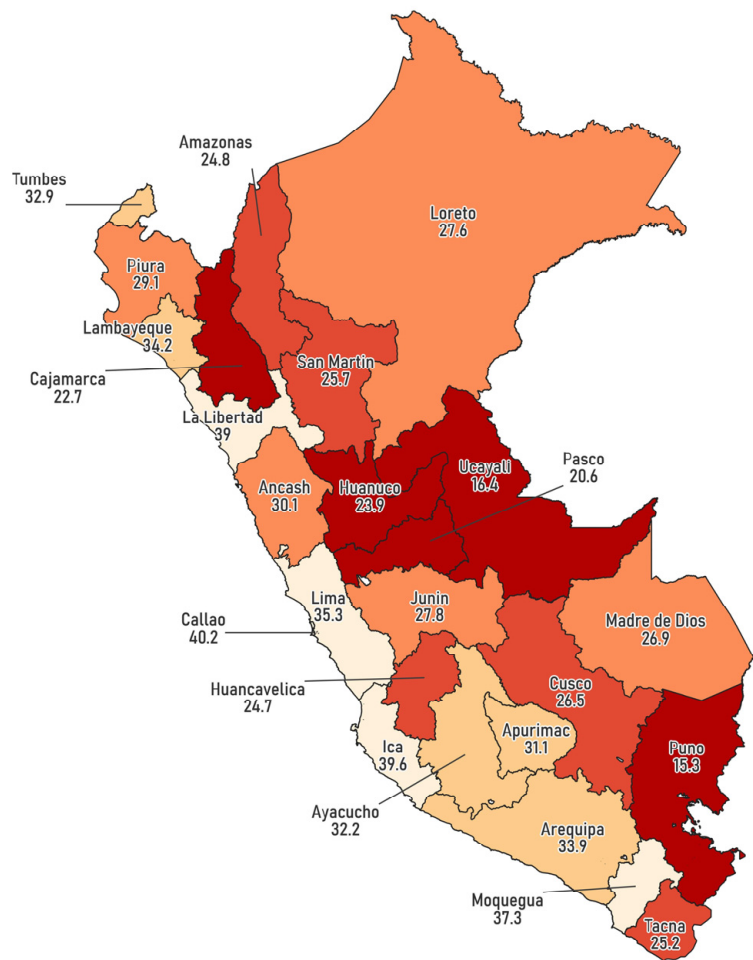 Amazonas
24.8
Tumbes
32.9
Loreto
27.6
Piura
29.1
Lambayeque
34.2
San Martin
25.7
Cajamarca
22.7
La Libertad
39
Ucayali
16.4
Pasco
20.6
Ancash
30.1
Huanuco
23.9
Lima
35.3
Junin
27.8
Callao
40.2
Madre de Dios
26.9
Huancavelica
24.7
Cusco
26.5
Apurimac
31.1
Ica
39.6
Puno
15.3
Ayacucho
32.2
Arequipa
33.9
Moquegua
37.3
Tacna
25.2